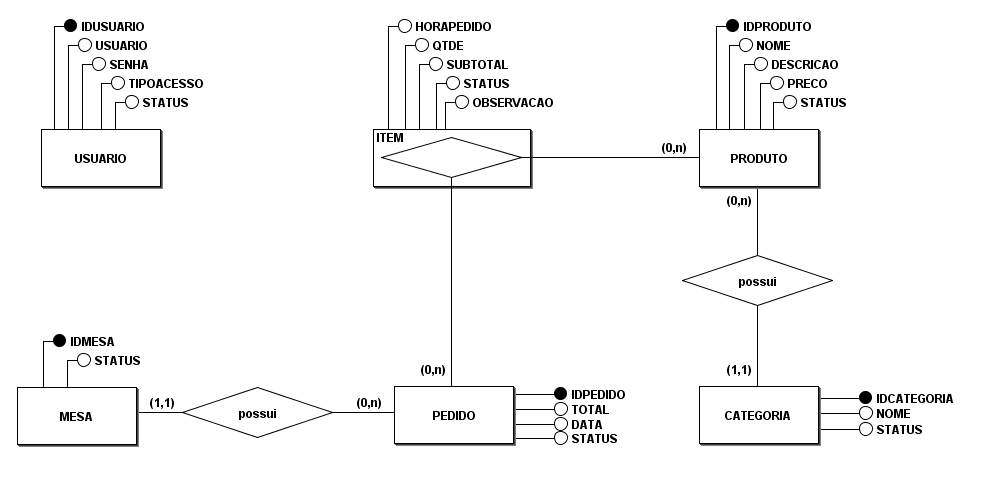 IDUSUARIO
USUARIO
SENHA
TIPOACESSO
STATUS
USUARIO
HORAPEDIDO
QTDE
SUBTOTAL
STATUS
OBSERVACAO
ITEM
(0,n)
IDPRODUTO
NOME
DESCRICAO
PRECO
STATUS
PRODUTO
(0,n)
possui
(1,1)
IDMESA
STATUS
MESA
(1,1)
possui
(0,n)
(0,n)
PEDIDO
IDPEDIDO
TOTAL
DATA
STATUS
CATEGORIA
IDCATEGORIA
NOME
STATUS